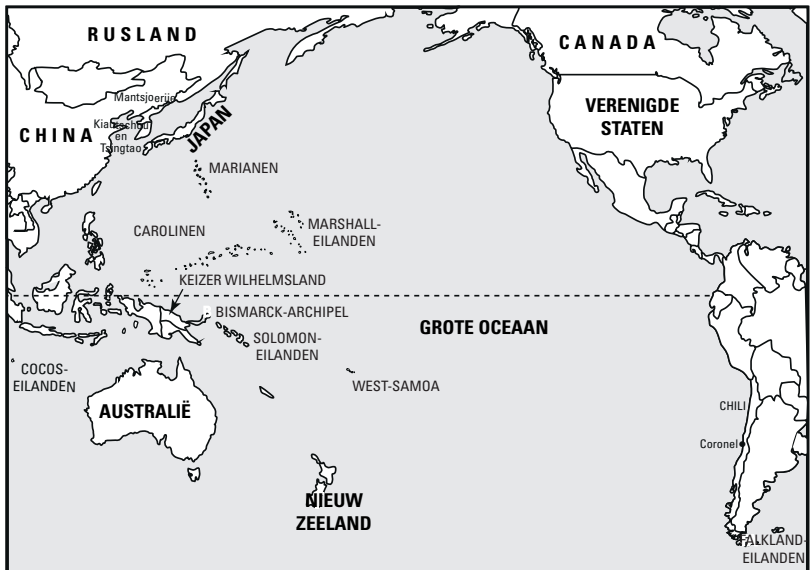 RUSLAND
CANADA
Mantsjoerije
VERENIGDE
STATEN
CHINA
Kiautschou
en
Tsingtao
JAPAN
MARIANEN
CAROLINEN
MARSHALL-
EILANDEN
KEIZER WILHELMSLAND
BISMARCK-ARCHIPEL
GROTE OCEAAN
SOLOMON-
EILANDEN
COCOS-
EILANDEN
WEST-SAMOA
AUSTRALIË
CHILI
Coronel
NIEUW
ZEELAND
FALKLAND-
EILANDEN